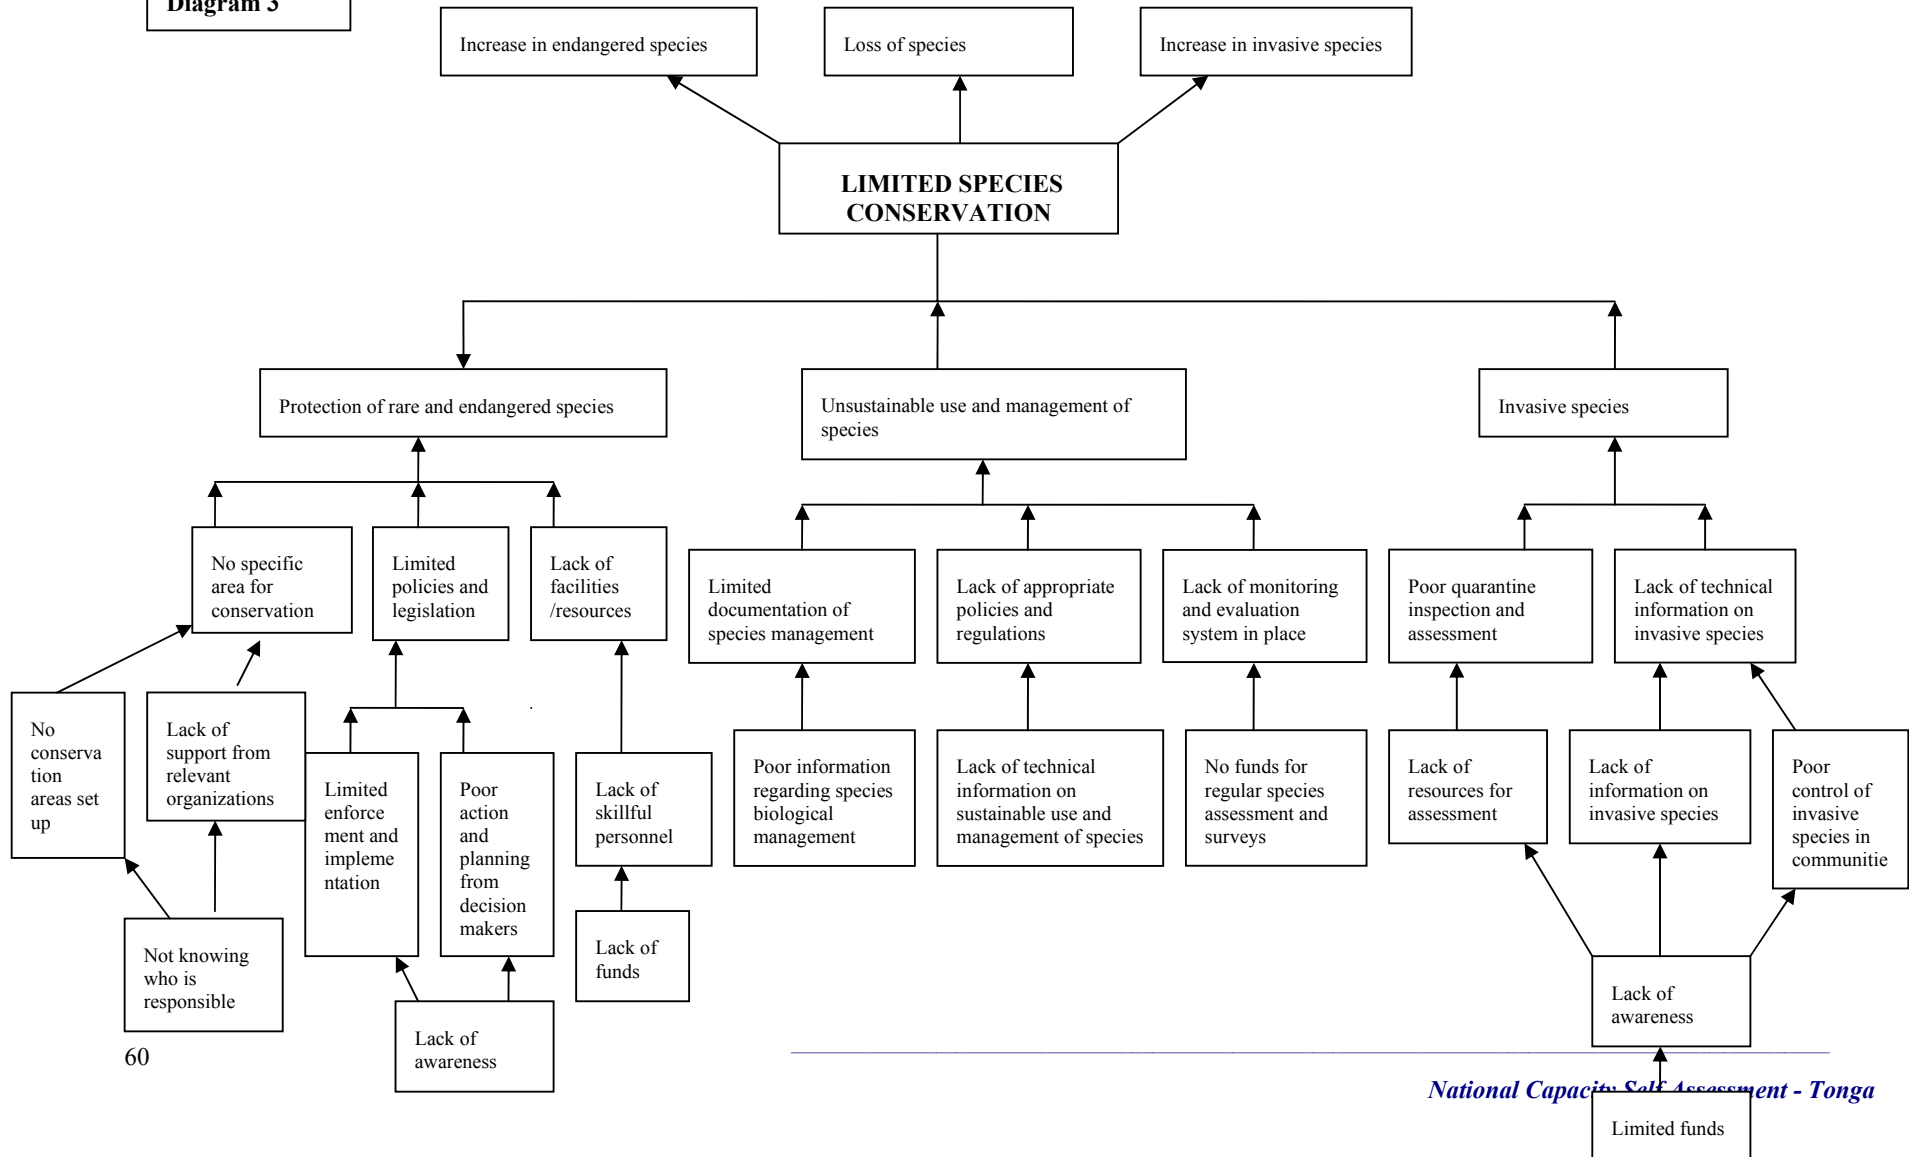 Diagram 3
Increase in endangered species
Loss of species
Increase in invasive species
LIMITED SPECIES
CONSERVATION
Protection of rare and endangered species
Unsustainable use and management of
species
Invasive species
No specific
area for
conservation
Limited
policies and
legislation
Lack of
facilities
/resources
Limited
documentation of
species management
Lack of appropriate
policies and
regulations
Lack of monitoring
and evaluation
system in place
Poor quarantine
inspection and
assessment
Lack of technical
information on
invasive species
No
conserva
tion
areas set
up
Lack of
support from
relevant
organizations
Limited
enforce
ment and
impleme
ntation
Poor
action
and
planning
from
decision
makers
Lack of
skillful
personnel
Poor information
regarding species
biological
management
Lack of technical
information on
sustainable use and
management of species
No funds for
regular species
assessment and
surveys
Lack of
resources for
assessment
Lack of
information on
invasive species
Poor
control of
invasive
species in
communitie
Not knowing
who is
responsible
Lack of
awareness
Lack of
funds
Lack of
awareness
Limited funds
60
National Capacity Self Assessment - Tonga